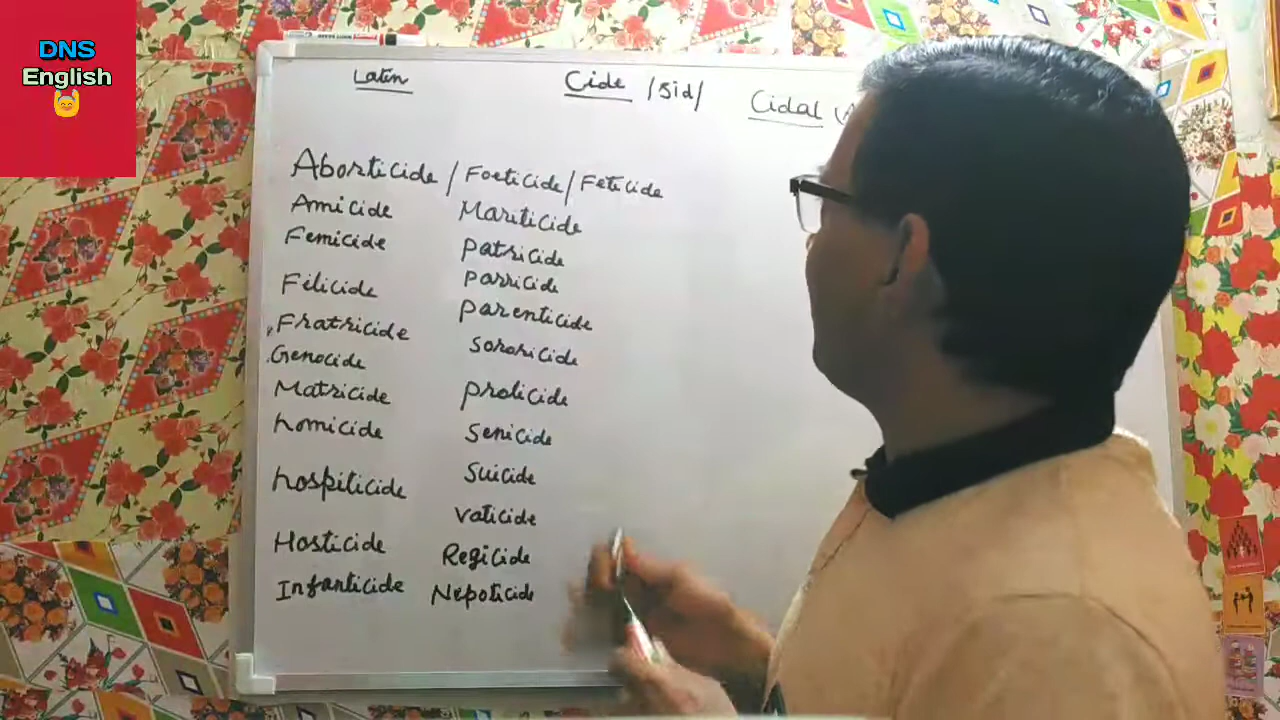 DNS
English
Latin
Cide /Sid/
Cidal
Aborticide / Foeticide / Feticide
Amicide Mariticide
Femicide Patricide
Filicide Parricide
Fratricide Parenticide
Genocide Sororicide
Matricide Prolicide
homicide Senicide
hospiticide Suicide
Vaticide
Hosticide Regicide
Infanticide Nepoticide